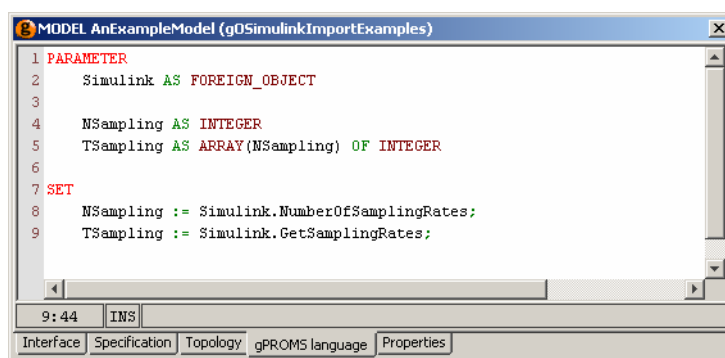 MODEL AnExampleModel (gOSimulinkImportExamples)
1 PARAMETER
2 Simulink AS FOREIGN_OBJECT
3
4 NSampling AS INTEGER
5 TSampling AS ARRAY(NSampling) OF INTEGER
6
7 SET
8 NSampling := Simulink.NumberOfSamplingRates;
9 TSampling := Simulink.GetSamplingRates;
9:44 INS
Interface Specification Topology gPROMS language Properties